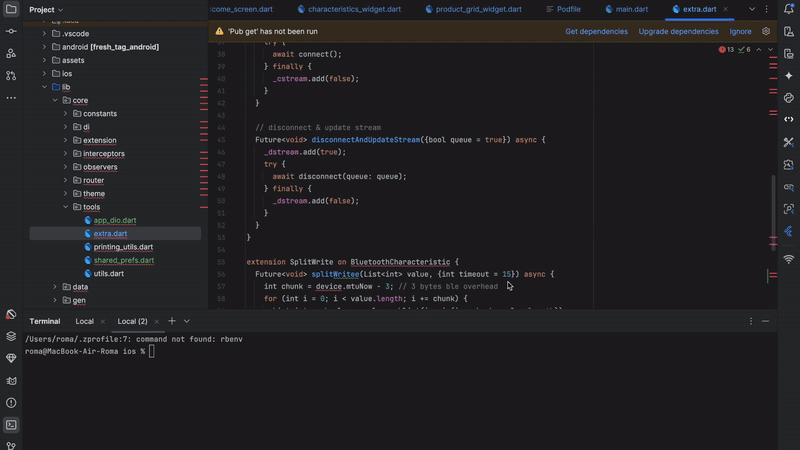 Project
come_screen.dart
characteristics_widget.dart
product_grid_widget.dart
Podfile
main.dart
extra.dart
.vscode
android [fresh_tag_android]
assets
ios
lib
core
constants
di
extension
interceptors
observers
router
theme
tools
app_dio.dart
extra.dart
printing_utils.dart
shared_prefs.dart
utils.dart
data
gen
'Pub get' has not been run
Get dependencies
Upgrade dependencies
Ignore
13
6
38 await connect();
39 } finally {
40 _cstream.add(false);
41 }
42 }
43
44 // disconnect & update stream
45 Future<void> disconnectAndUpdateStream({bool queue = true}) async {
46 _dstream.add(true);
47 try {
48 await disconnect(queue: queue);
49 } finally {
50 _dstream.add(false);
51 }
52 }
53 }
54
55 extension SplitWrite on BluetoothCharacteristic {
56 Future<void> splitWritee(List<int> value, {int timeout = 15}) async {
57 int chunk = device.mtuNow - 3; // 3 bytes ble overhead
58 for (int i = 0; i < value.length; i += chunk) {
Terminal
Local
Local (2)
/Users/roma/.zprofile:7: command not found: rbenv
roma@MacBook-Air-Roma ios %